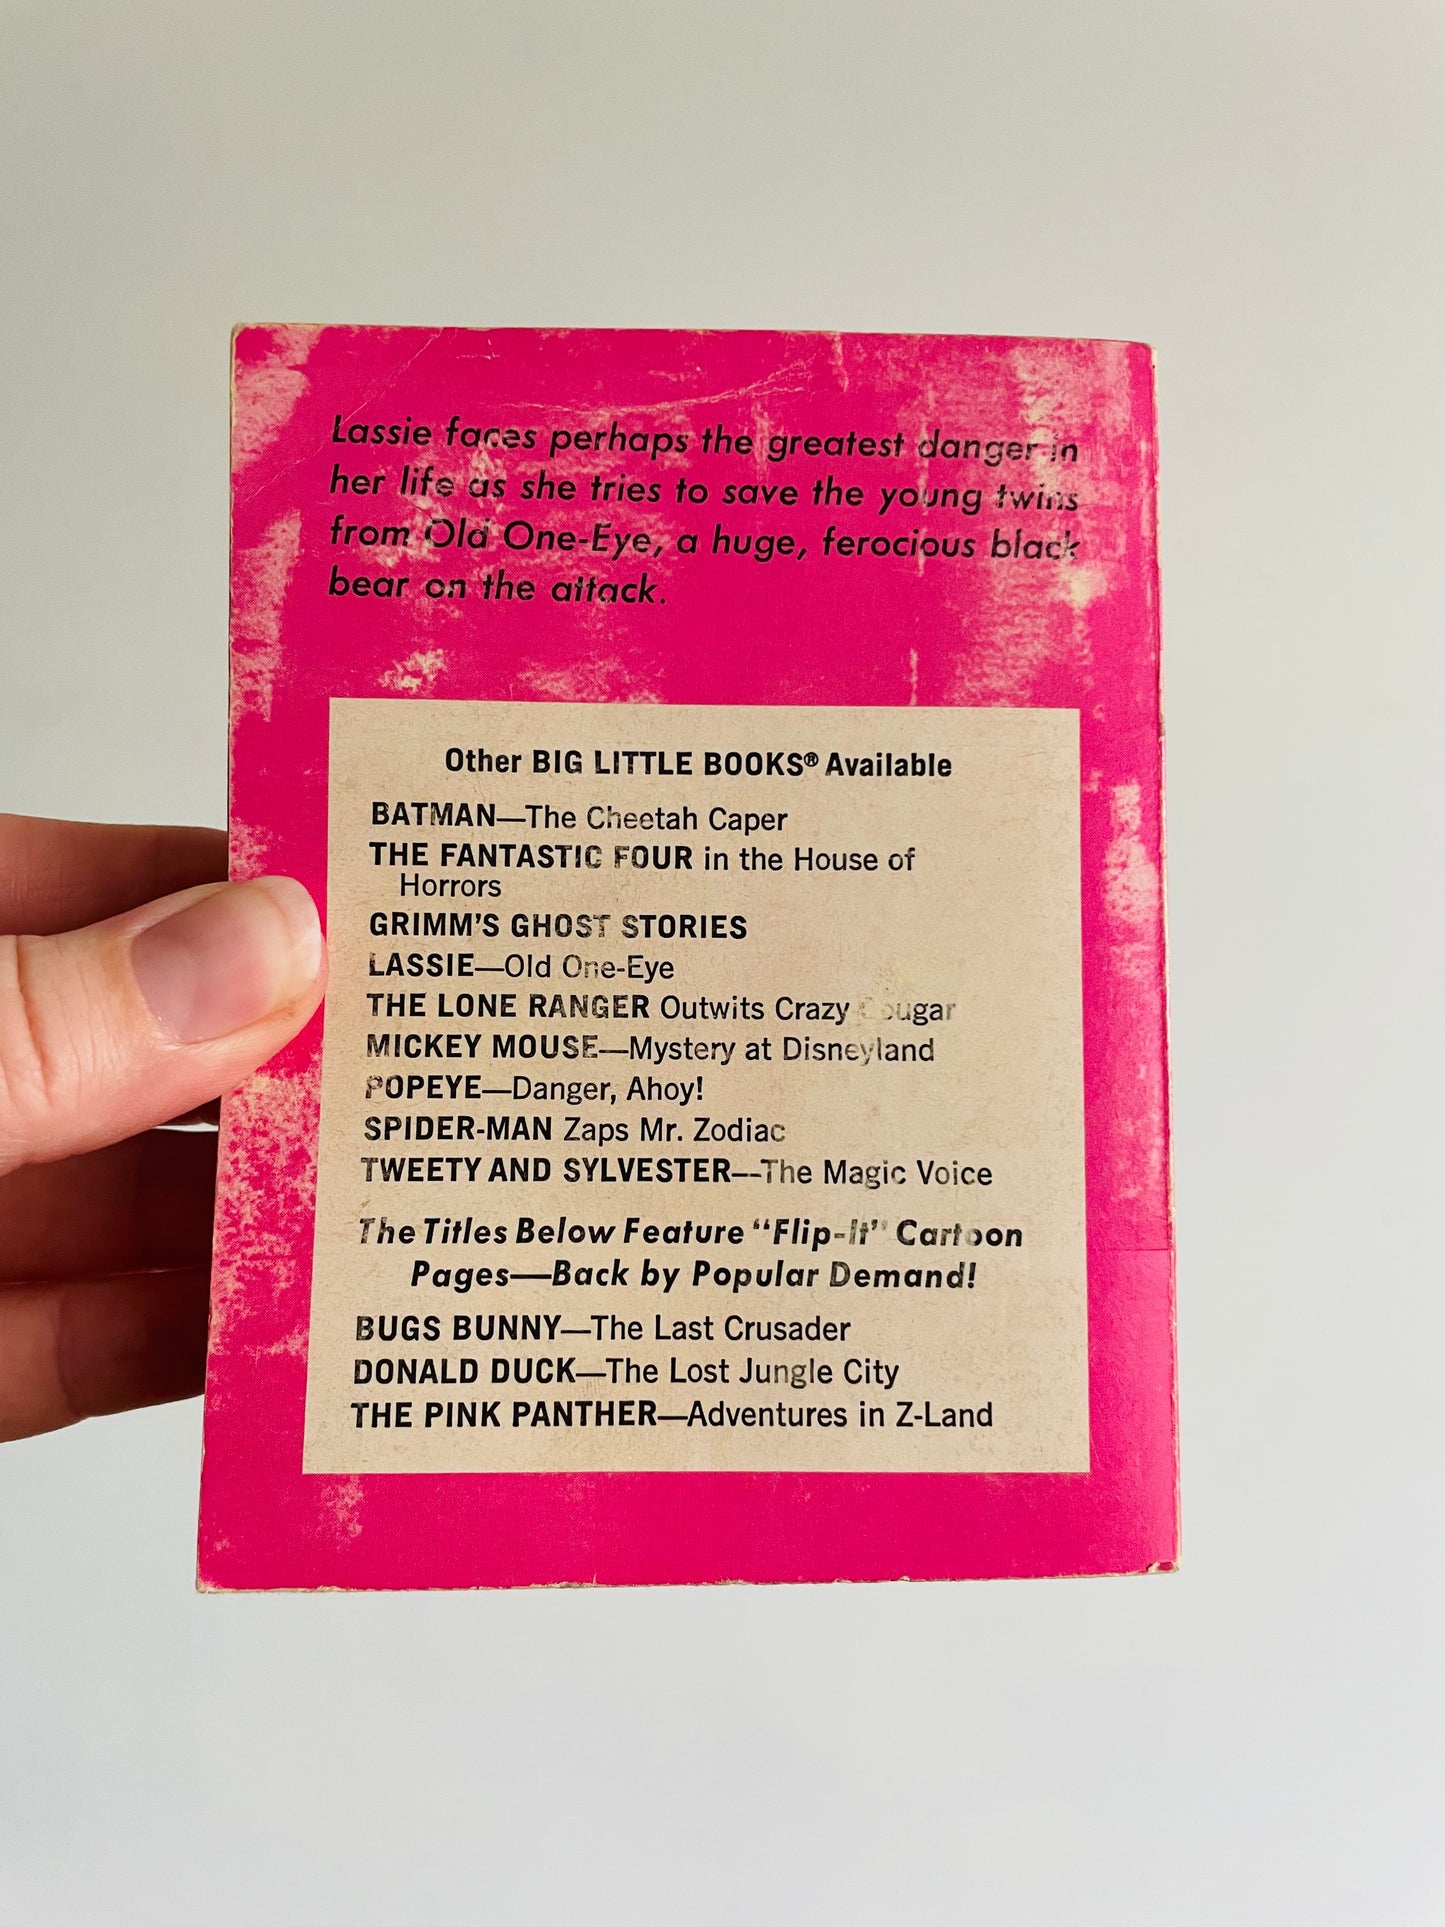 Lassie faces perhaps the greatest danger in
her life as she tries to save the young twins
from Old One-Eye, a huge, ferocious black
bear on the attack.
Other BIG LITTLE BOOKS® Available
BATMAN—The Cheetah Caper
THE FANTASTIC FOUR in the House of
Horrors
GRIMM'S GHOST STORIES
LASSIE—Old One-Eye
THE LONE RANGER Outwits Crazy Cougar
MICKEY MOUSE—Mystery at Disneyland
POPEYE—Danger, Ahoy!
SPIDER-MAN Zaps Mr. Zodiac
TWEETY AND SYLVESTER—The Magic Voice
The Titles Below Feature "Flip-It" Cartoon
Pages—Back by Popular Demand!
BUGS BUNNY—The Last Crusader
DONALD DUCK—The Lost Jungle City
THE PINK PANTHER—Adventures in Z-Land